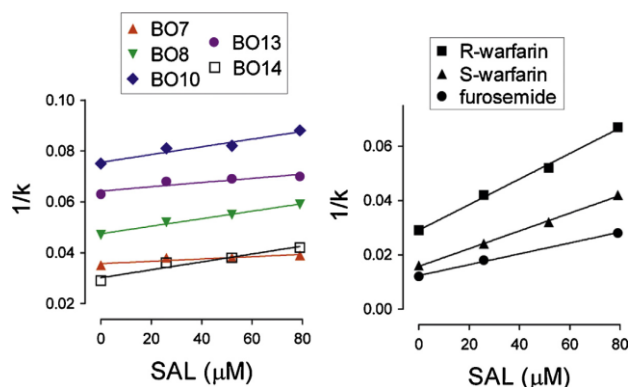 BO7
BO8
BO10
BO13
BO14
R-warfarin
S-warfarin
furosemide
0.10
0.08
0.06
0.04
0.02
1/k
0 20 40 60 80
SAL (μM)
0.06
0.04
0.02
0.00
1/k
0 20 40 60 80
SAL (μM)